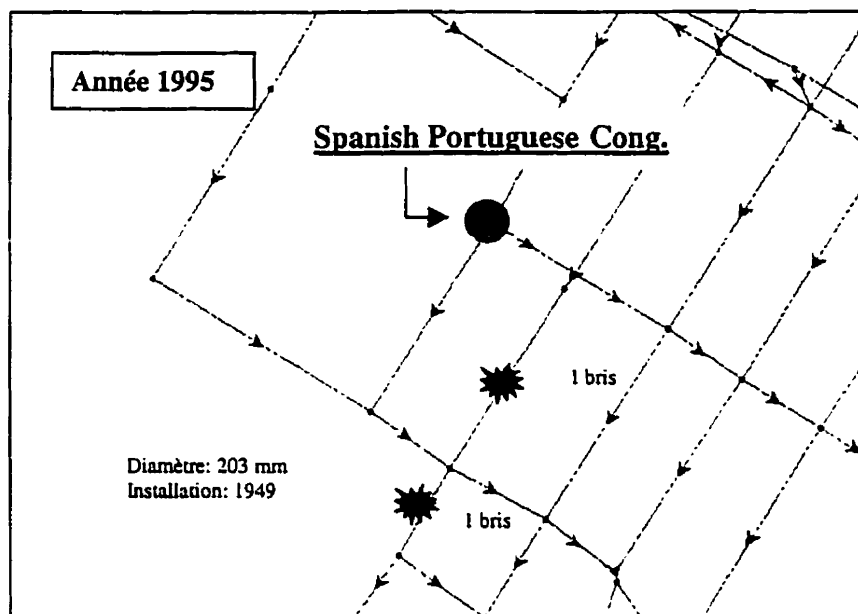 Année 1995
Spanish Portuguese Cong.
1 bris
Diamètre: 203 mm
Installation: 1949
1 bris